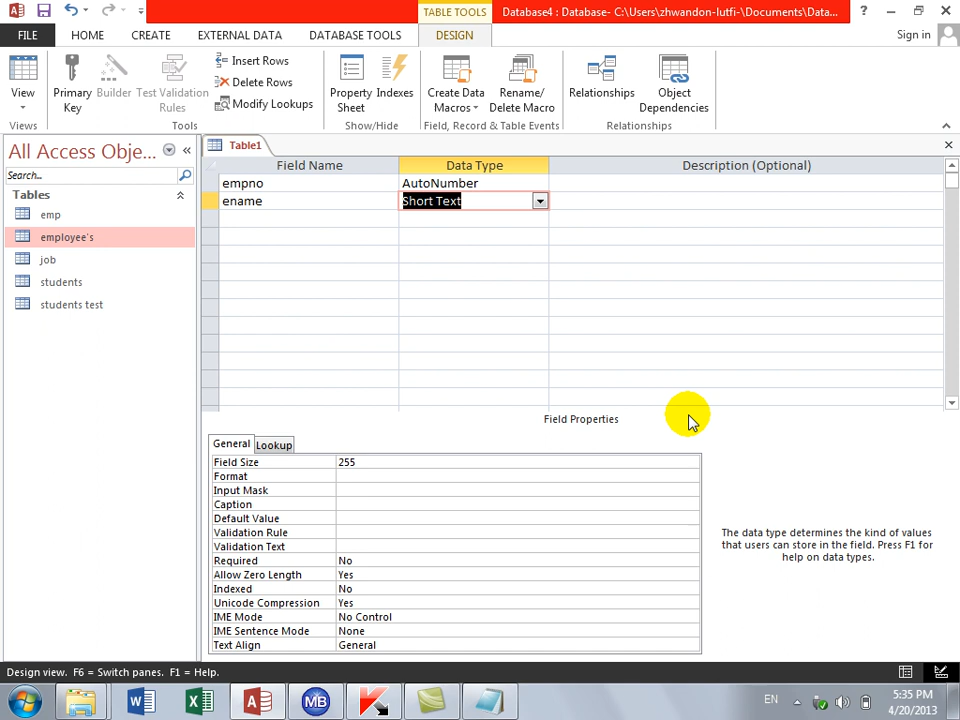 TABLE TOOLS
Database4 : Database- C:\Users\zhwandon-lutfi-\Documents\Data...
?
FILE
HOME
CREATE
EXTERNAL DATA
DATABASE TOOLS
DESIGN
Sign in
View
Primary Key
Builder
Test Validation Rules
Insert Rows
Delete Rows
Modify Lookups
Property Sheet
Indexes
Create Data Macros
Rename/ Delete Macro
Relationships
Object Dependencies
Views
Tools
Show/Hide
Field, Record & Table Events
Relationships
All Access Obje...
Search...
Tables
emp
employee's
job
students
students test
Table1
Field Name
Data Type
Description (Optional)
empno
AutoNumber
ename
Short Text
Field Properties
General
Lookup
Field Size
255
Format
Input Mask
Caption
Default Value
Validation Rule
Validation Text
Required
No
Allow Zero Length
Yes
Indexed
No
Unicode Compression
Yes
IME Mode
No Control
IME Sentence Mode
None
Text Align
General
The data type determines the kind of values
that users can store in the field. Press F1 for
help on data types.
Design view. F6 = Switch panes. F1 = Help.
MB
EN
5:35 PM
4/20/2013